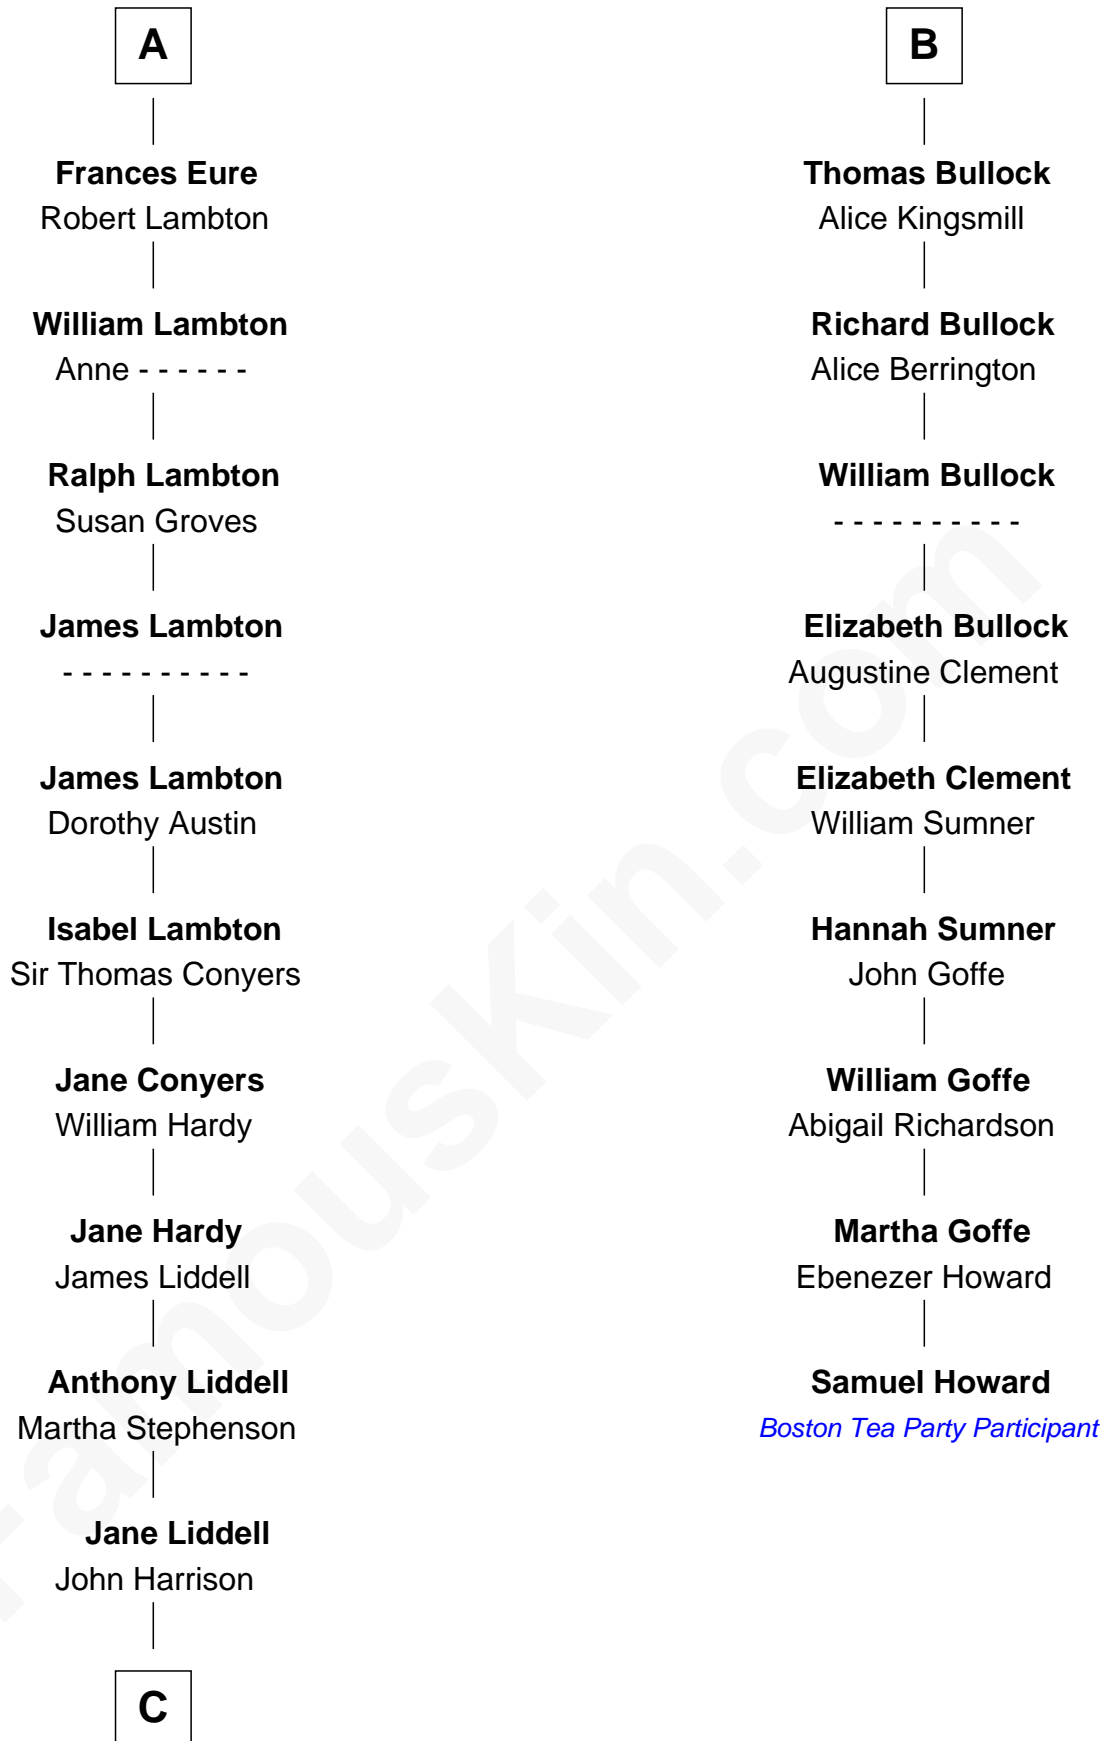 A
Frances Eure
Robert Lambton
William Lambton
Anne - - - - - -
Ralph Lambton
Susan Groves
James Lambton
- - - - - - - - - -
James Lambton
Dorothy Austin
Isabel Lambton
Sir Thomas Conyers
Jane Conyers
William Hardy
Jane Hardy
James Liddell
Anthony Liddell
Martha Stephenson
Jane Liddell
John Harrison
C
B
Thomas Bullock
Alice Kingsmill
Richard Bullock
Alice Berrington
William Bullock
- - - - - - - - - -
Elizabeth Bullock
Augustine Clement
Elizabeth Clement
William Sumner
Hannah Sumner
John Goffe
William Goffe
Abigail Richardson
Martha Goffe
Ebenezer Howard
Samuel Howard
Boston Tea Party Participant
FamousKin.com